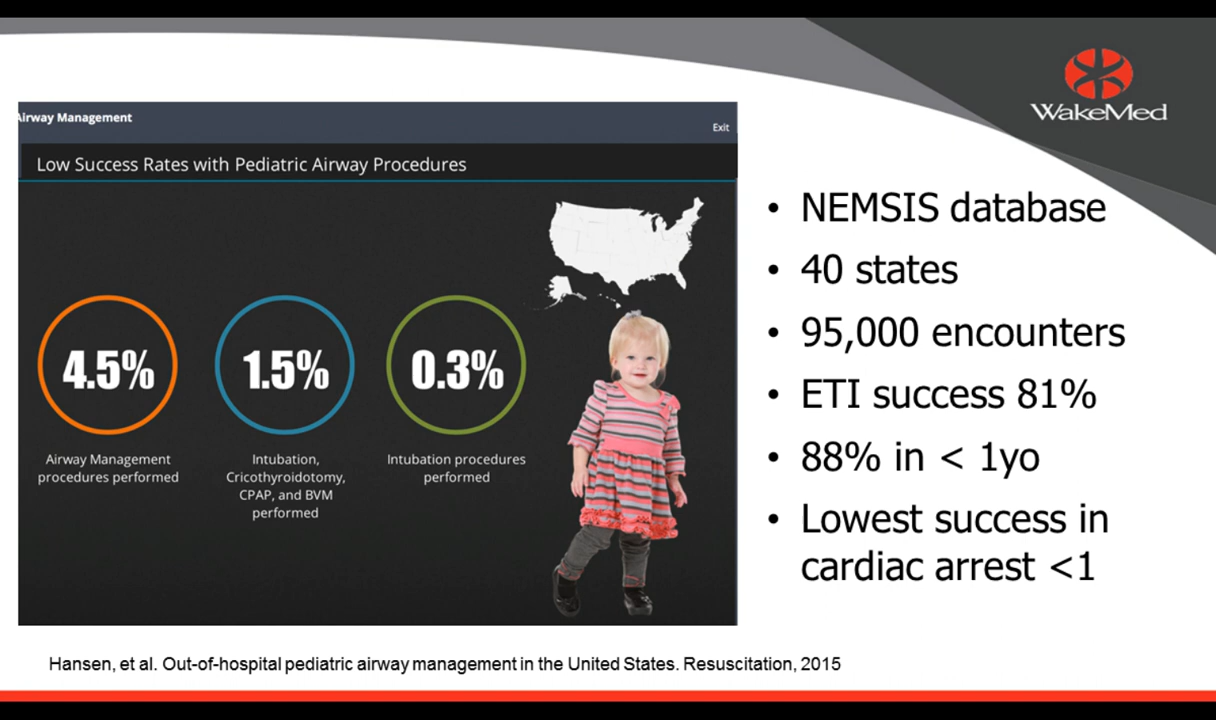 WakeMed
Airway Management
Exit
Low Success Rates with Pediatric Airway Procedures
4.5%
Airway Management
procedures performed
1.5%
Intubation,
Cricothyroidotomy,
CPAP, and BVM
performed
0.3%
Intubation procedures
performed
• NEMSIS database
• 40 states
• 95,000 encounters
• ETI success 81%
• 88% in < 1yo
• Lowest success in
cardiac arrest <1
Hansen, et al. Out-of-hospital pediatric airway management in the United States. Resuscitation, 2015